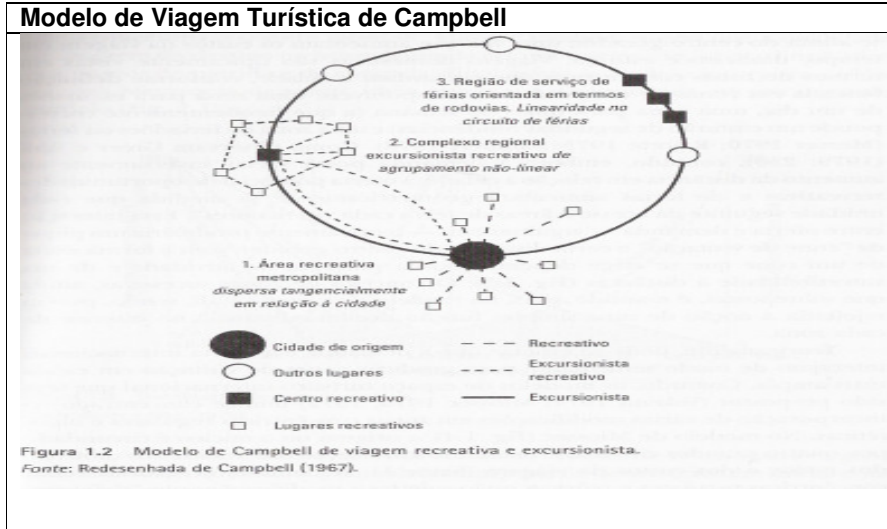 Modelo de Viagem Turística de Campbell
3. Região de serviço de
férias orientada em termos
de rodovias. Linearidade no
circuito de férias
2. Complexo regional
excursionista recreativo de
agrupamento não-linear
1. Área recreativa
metropolitana
dispersa tangencialmente
em relação à cidade
Cidade de origem
Outros lugares
Centro recreativo
Lugares recreativos
Recreativo
Excursionista
recreativo
Excursionista
Figura 1.2 Modelo de Campbell de viagem recreativa e excursionista.
Fonte: Redesenhada de Campbell (1967).